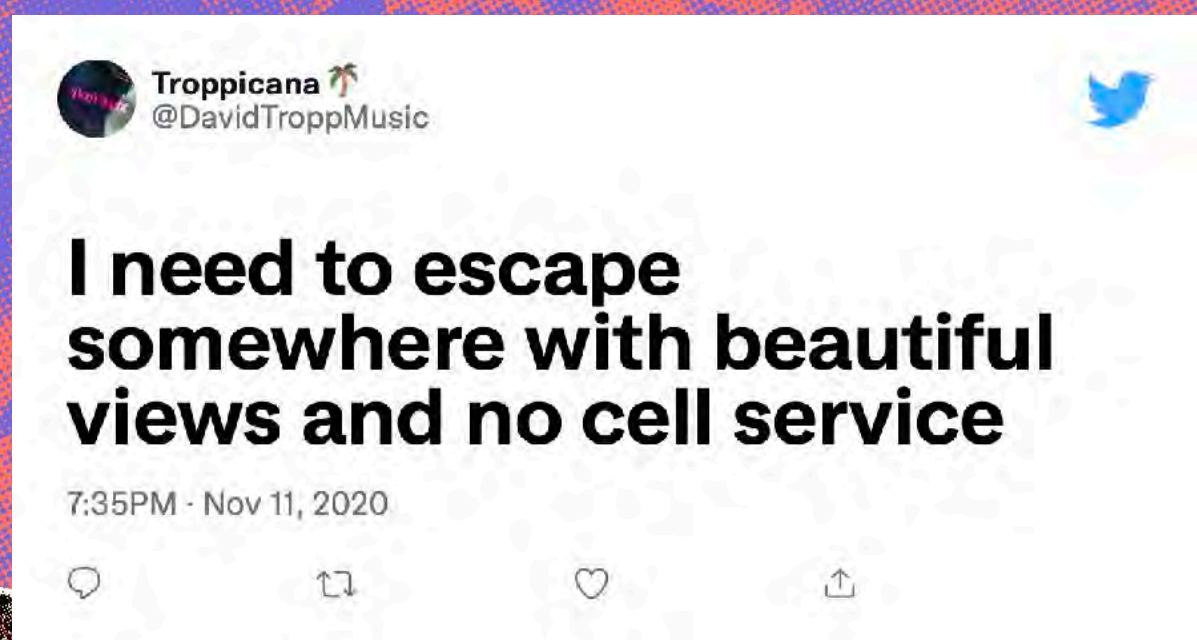 Troppicana🌴
@DavidTroppMusic
I need to escape
somewhere with beautiful
views and no cell service
7:35PM · Nov 11, 2020